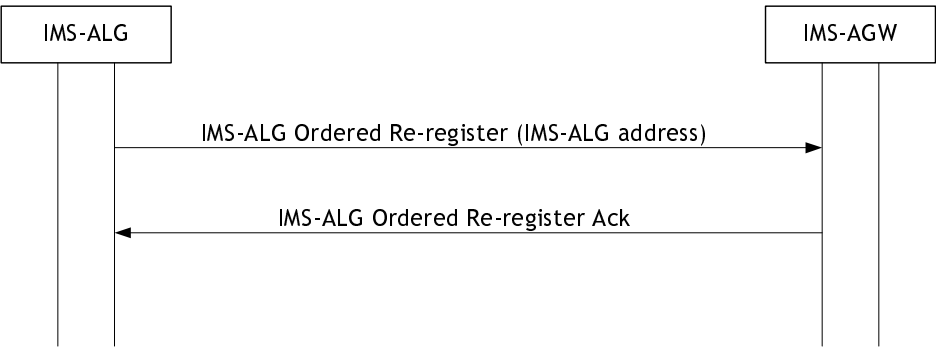 IMS-ALG
IMS-AGW
IMS-ALG Ordered Re-register (IMS-ALG address)
IMS-ALG Ordered Re-register Ack